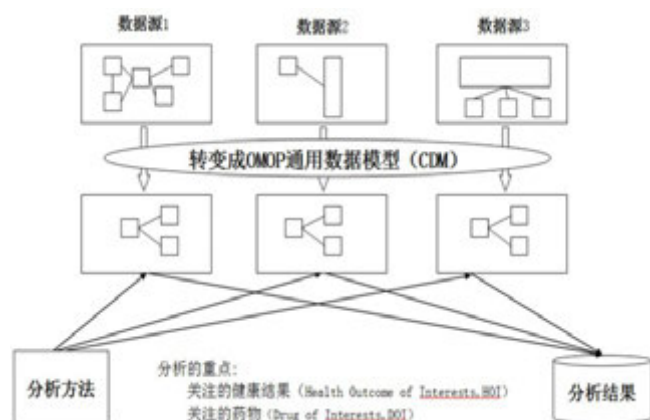 数据源1 数据源2 数据源3
转变成OMOP通用数据模型（CDM）
分析方法
分析的重点:
关注的健康结果（Health Outcome of Interests,HOI）
关注的药物（Drug of Interests,DOI）
分析结果